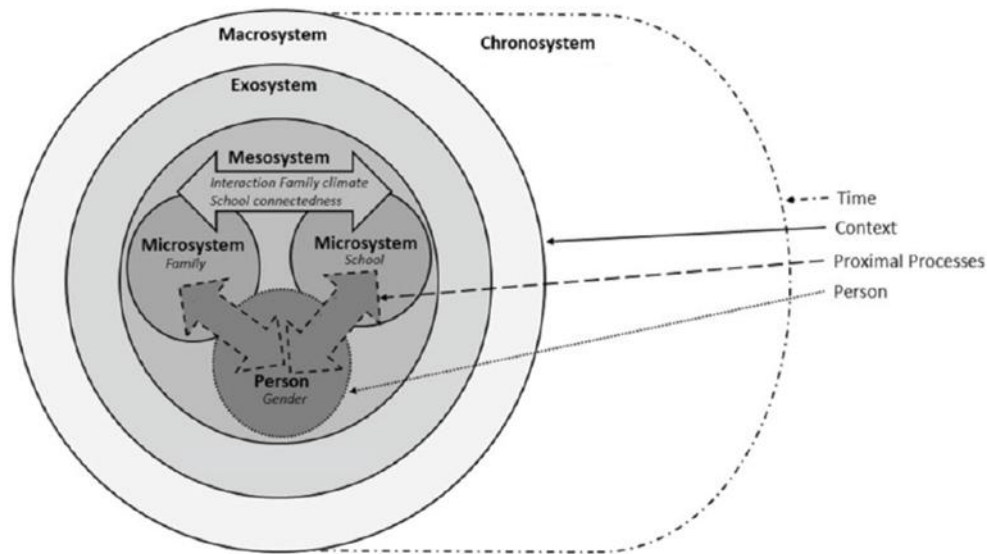 Macrosystem
Chronosystem
Exosystem
Mesosystem
Interaction Family climate
School connectedness
Microsystem
Family
Microsystem
School
Person
Gender
Time
Context
Proximal Processes
Person